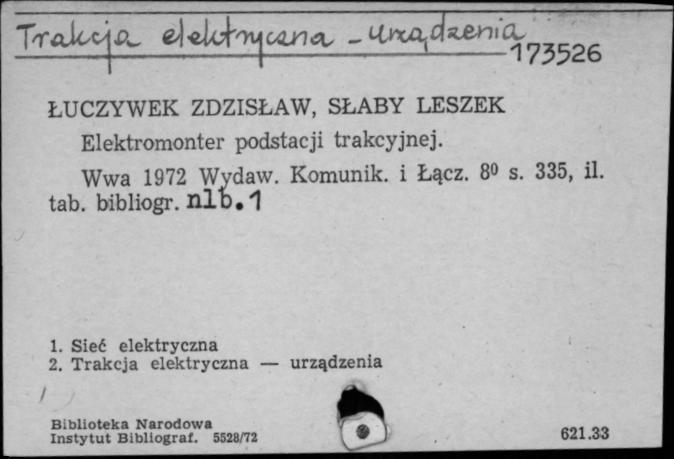 Trakcja elektryczna - urządzenia
173526
ŁUCZYWEK ZDZISŁAW, SŁABY LESZEK
Elektromonter podstacji trakcyjnej.
Wwa 1972 Wydaw. Komunik. i Łącz. 8⁰ s. 335, il.
tab. bibliogr. nlb.1
1. Sieć elektryczna
2. Trakcja elektryczna — urządzenia
Biblioteka Narodowa
Instytut Bibliograf. 5528/72
621.33